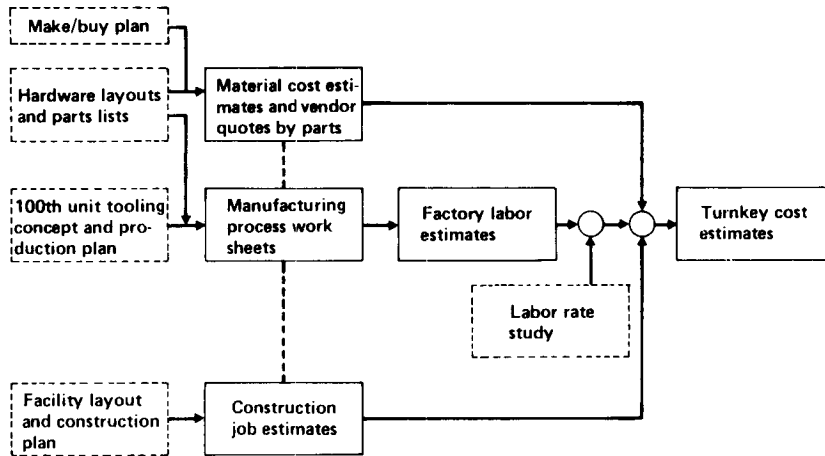 Make/buy plan
Hardware layouts
and parts lists
Material cost esti-
mates and vendor
quotes by parts
100th unit tooling
concept and pro-
duction plan
Manufacturing
process work
sheets
Factory labor
estimates
Turnkey cost
estimates
Labor rate
study
Facility layout
and construction
plan
Construction
job estimates